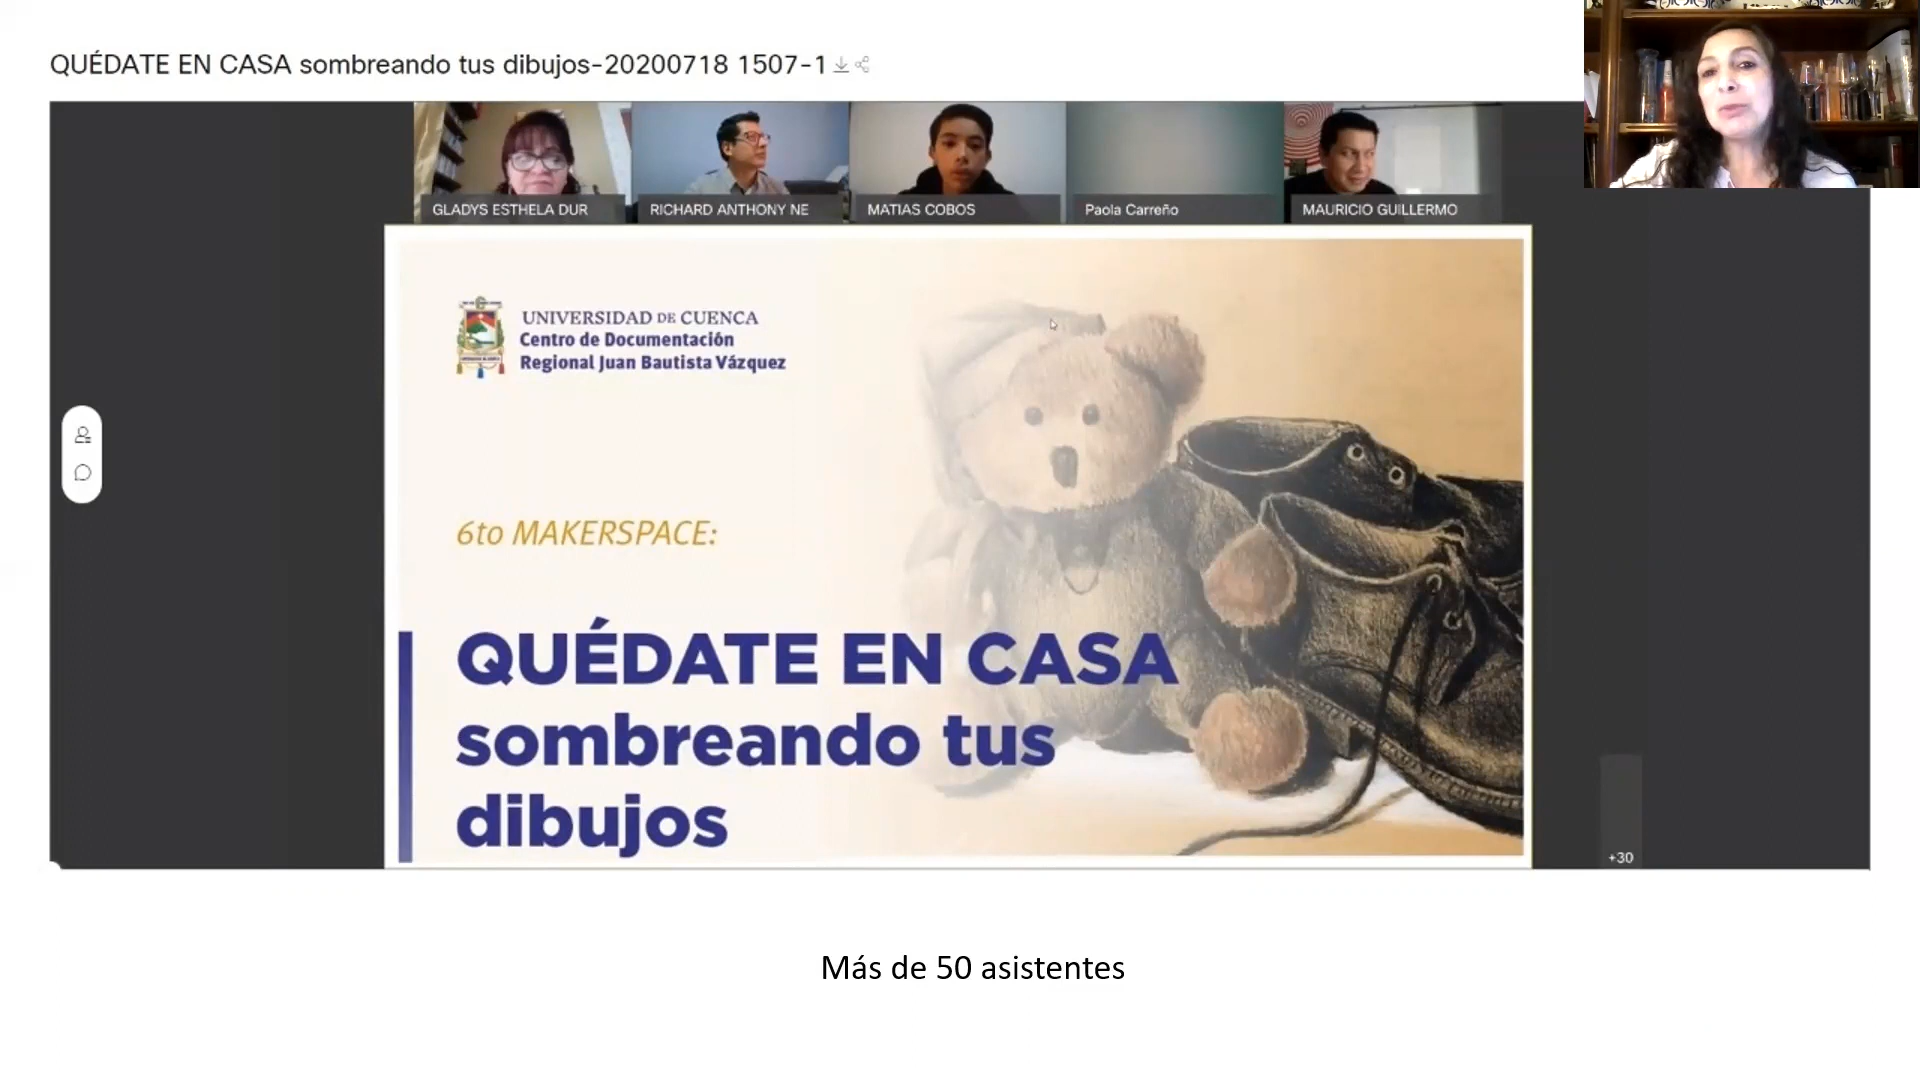 QUÉDATE EN CASA sombreando tus dibujos-20200718 1507-1
GLADYS ESTHELA DUR
RICHARD ANTHONY NE
MATIAS COBOS
Paola Carreño
MAURICIO GUILLERMO
UNIVERSIDAD DE CUENCA
Centro de Documentación
Regional Juan Bautista Vázquez
6to MAKERSPACE:
QUÉDATE EN CASA
sombreando tus
dibujos
+30
Más de 50 asistentes